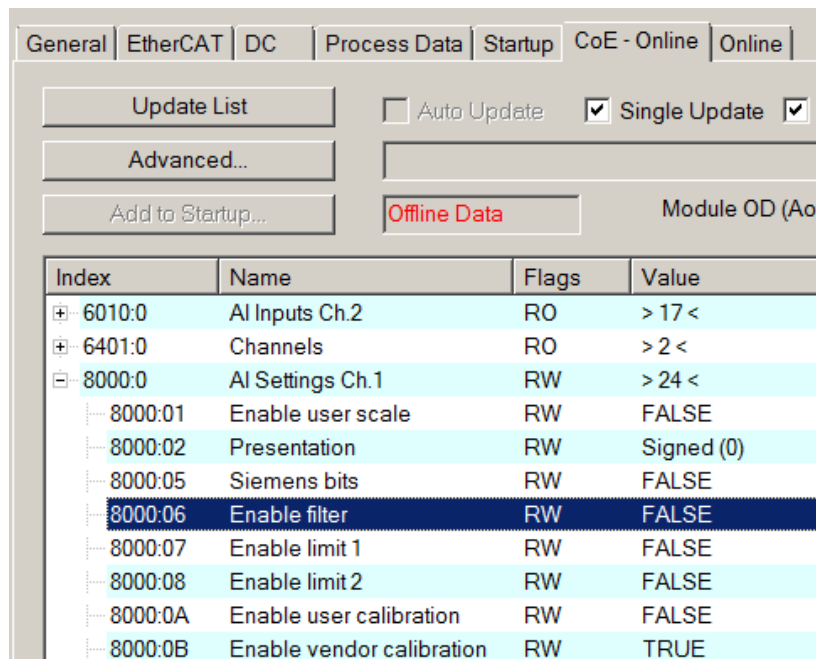 General EtherCAT DC Process Data Startup CoE - Online Online
Update List Auto Update Single Update
Advanced...
Add to Startup... Offline Data Module OD (Ao
Index Name Flags Value
6010:0 AI Inputs Ch.2 RO > 17 <
6401:0 Channels RO > 2 <
8000:0 AI Settings Ch.1 RW > 24 <
8000:01 Enable user scale RW FALSE
8000:02 Presentation RW Signed (0)
8000:05 Siemens bits RW FALSE
8000:06 Enable filter RW FALSE
8000:07 Enable limit 1 RW FALSE
8000:08 Enable limit 2 RW FALSE
8000:0A Enable user calibration RW FALSE
8000:0B Enable vendor calibration RW TRUE